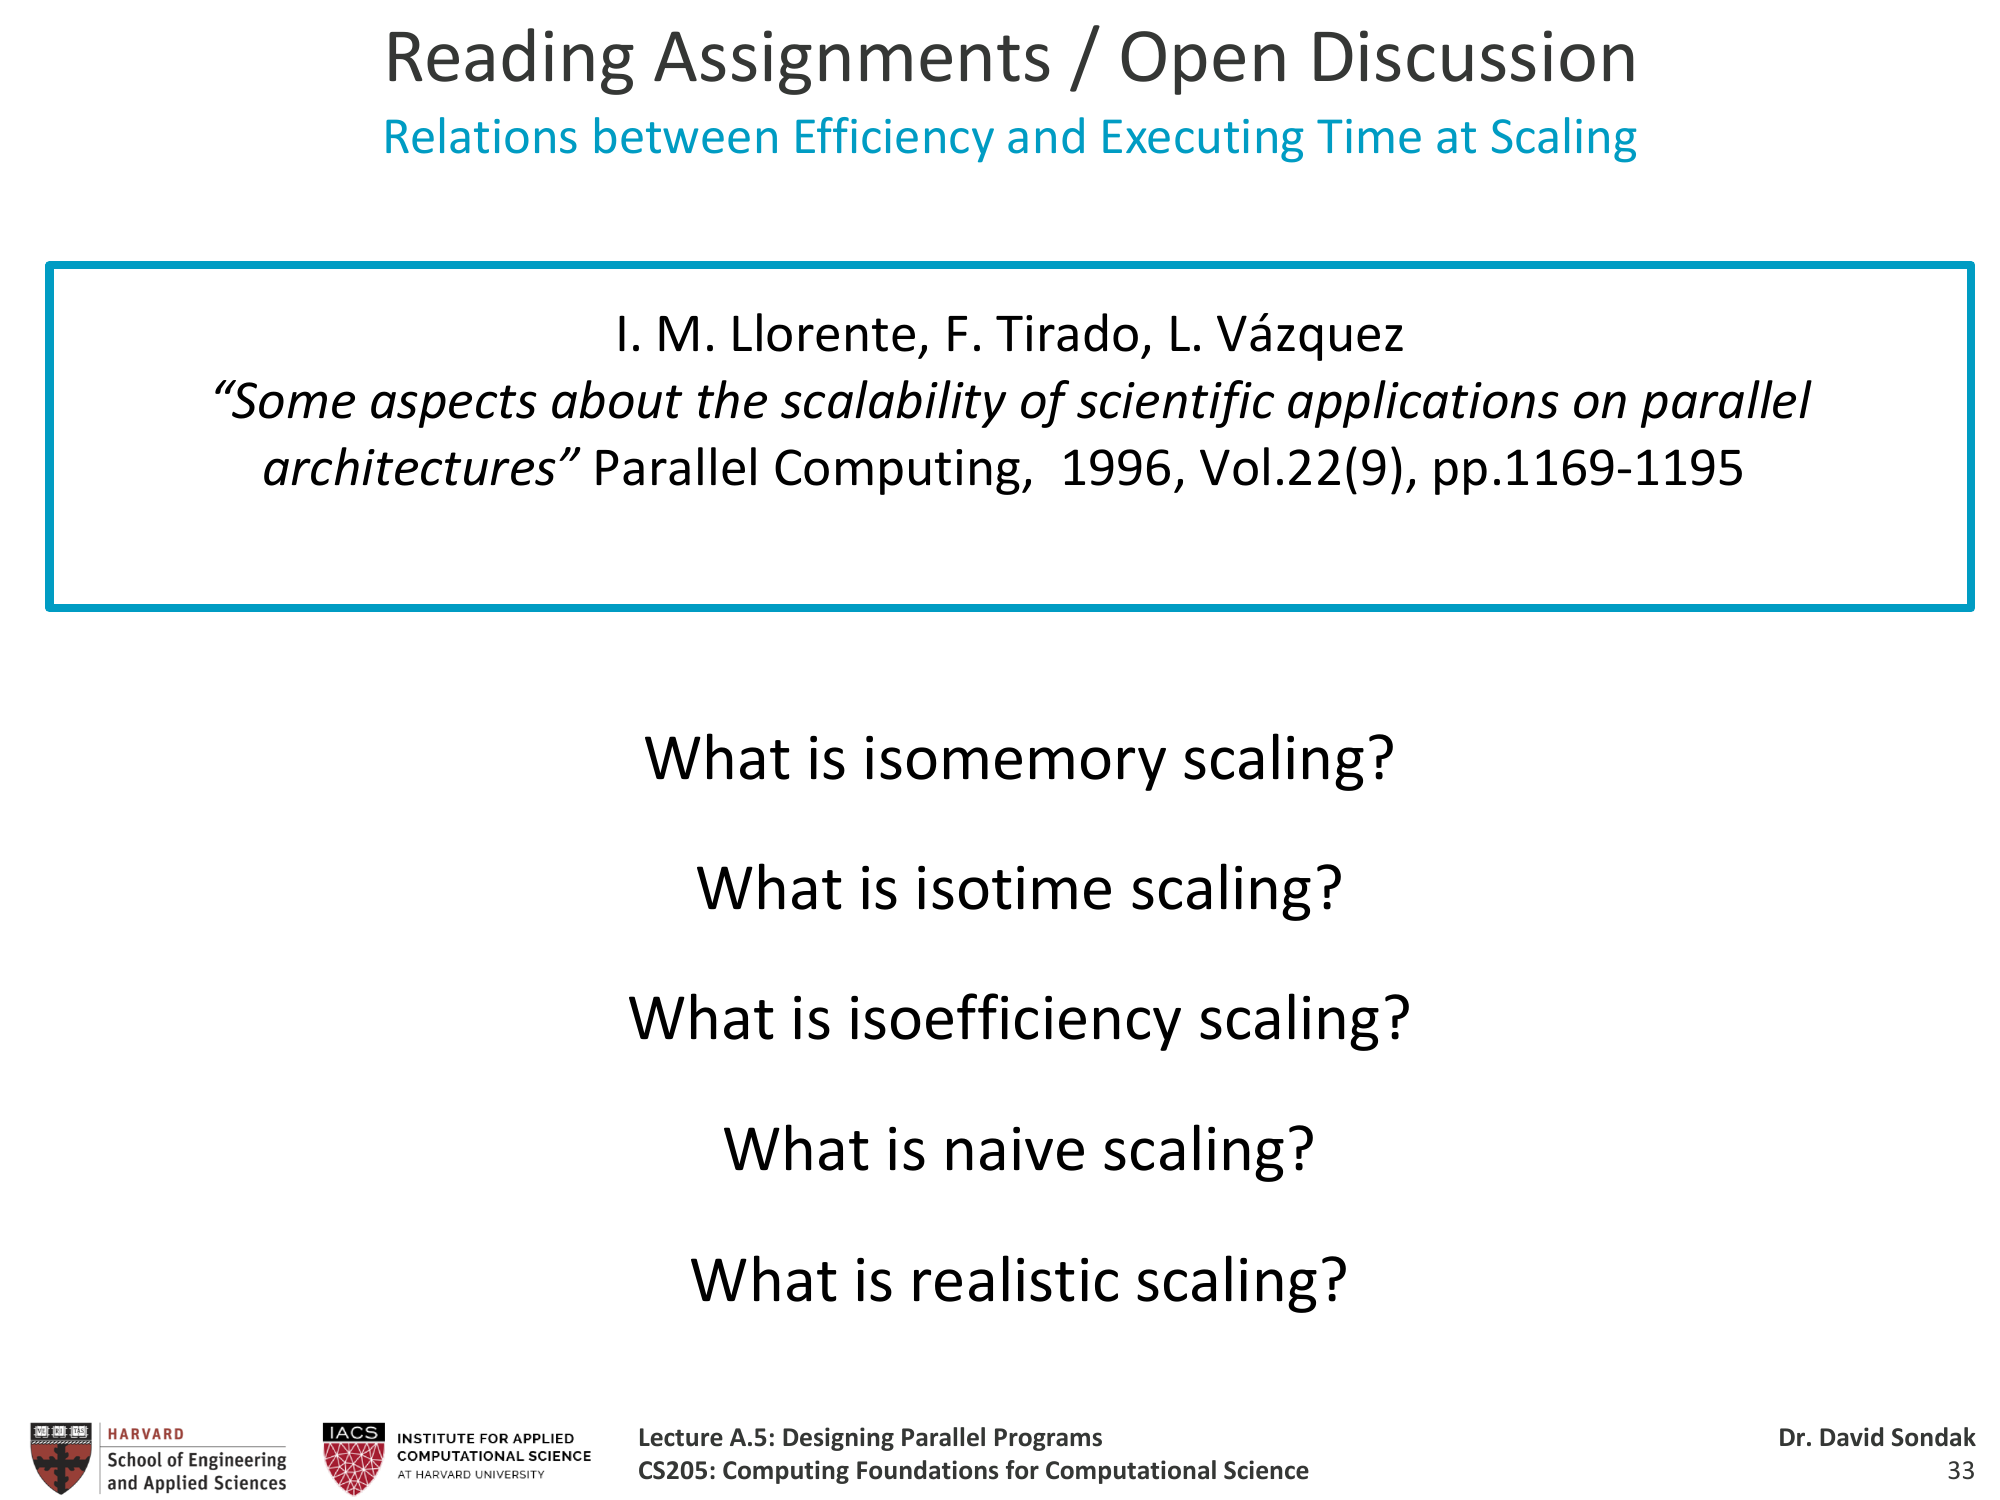 Reading Assignments / Open Discussion
Relations between Efficiency and Executing Time at Scaling
I. M. Llorente, F. Tirado, L. Vázquez
“Some aspects about the scalability of scientific applications on parallel
architectures” Parallel Computing,  1996, Vol.22(9), pp.1169-1195
What is isomemory scaling?
What is isotime scaling?
What is isoefficiency scaling?
What is naive scaling?
What is realistic scaling?
HARVARD
School of Engineering
and Applied Sciences
IACS
INSTITUTE FOR APPLIED
COMPUTATIONAL SCIENCE
AT HARVARD UNIVERSITY
Lecture A.5: Designing Parallel Programs
CS205: Computing Foundations for Computational Science
Dr. David Sondak
33